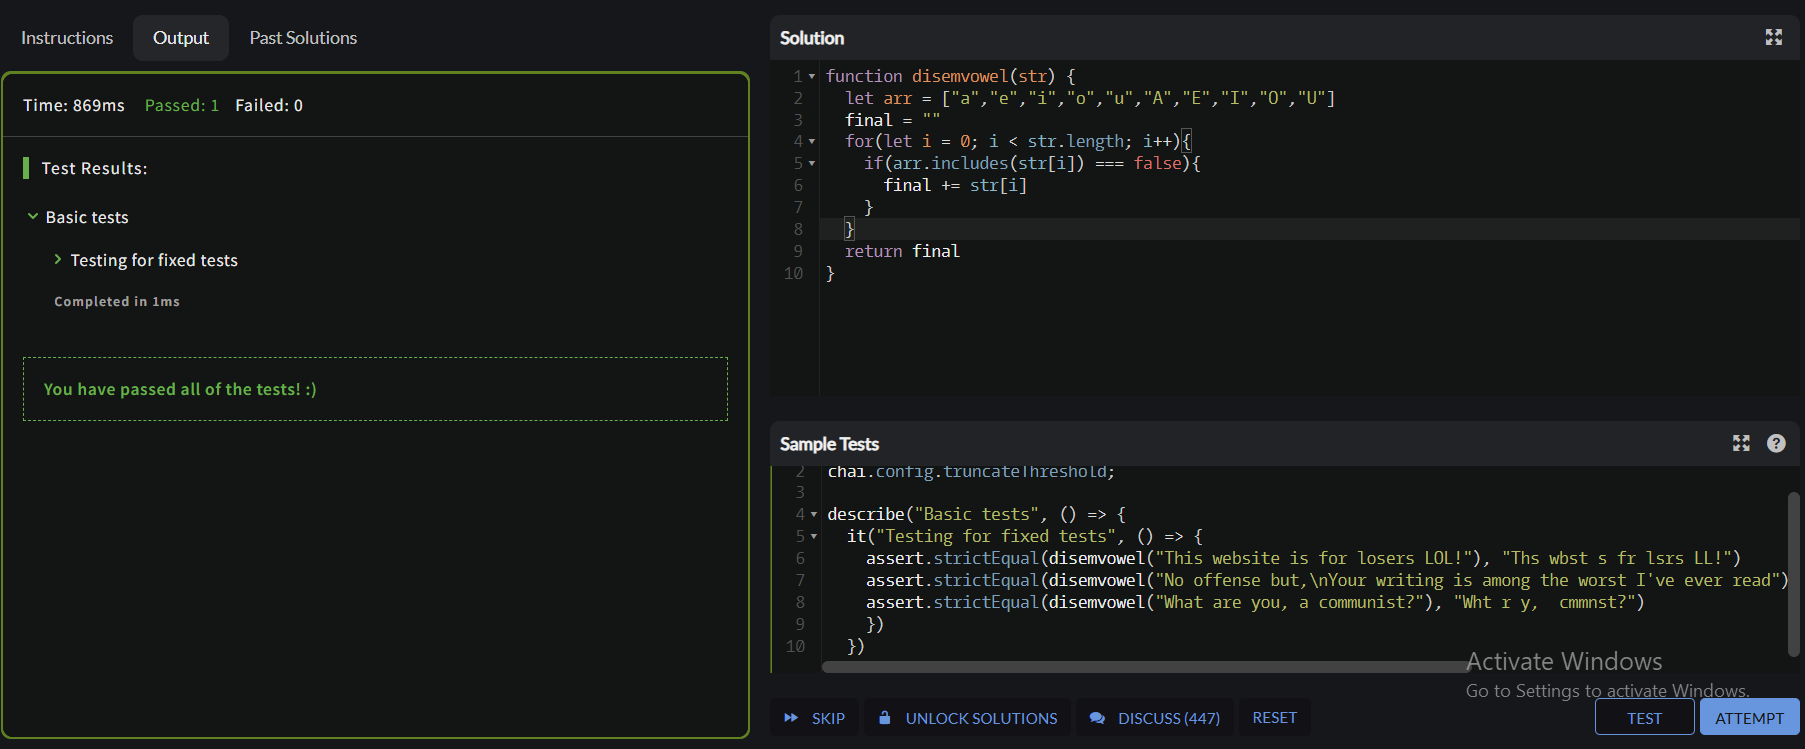 Instructions Output Past Solutions
Time: 869ms Passed: 1 Failed: 0
Test Results:
Basic tests
Testing for fixed tests
Completed in 1ms
You have passed all of the tests! :)
Solution
1 function disemvowel(str) {
2 let arr = ["a","e","i","o","u","A","E","I","O","U"]
3 final = ""
4 for(let i = 0; i < str.length; i++){
5 if(arr.includes(str[i]) === false){
6 final += str[i]
7 }
8 }
9 return final
10 }
Sample Tests
2 chai.config.truncateThreshold;
3
4 describe("Basic tests", () => {
5 it("Testing for fixed tests", () => {
6 assert.strictEqual(disemvowel("This website is for losers LOL!"), "Ths wbst s fr lsrs LL!")
7 assert.strictEqual(disemvowel("No offense but,\nYour writing is among the worst I've ever read")
8 assert.strictEqual(disemvowel("What are you, a communist?"), "Wht r y,  cmmnst?")
9 })
10 })
Activate Windows
Go to Settings to activate Windows.
SKIP UNLOCK SOLUTIONS DISCUSS (447) RESET TEST ATTEMPT